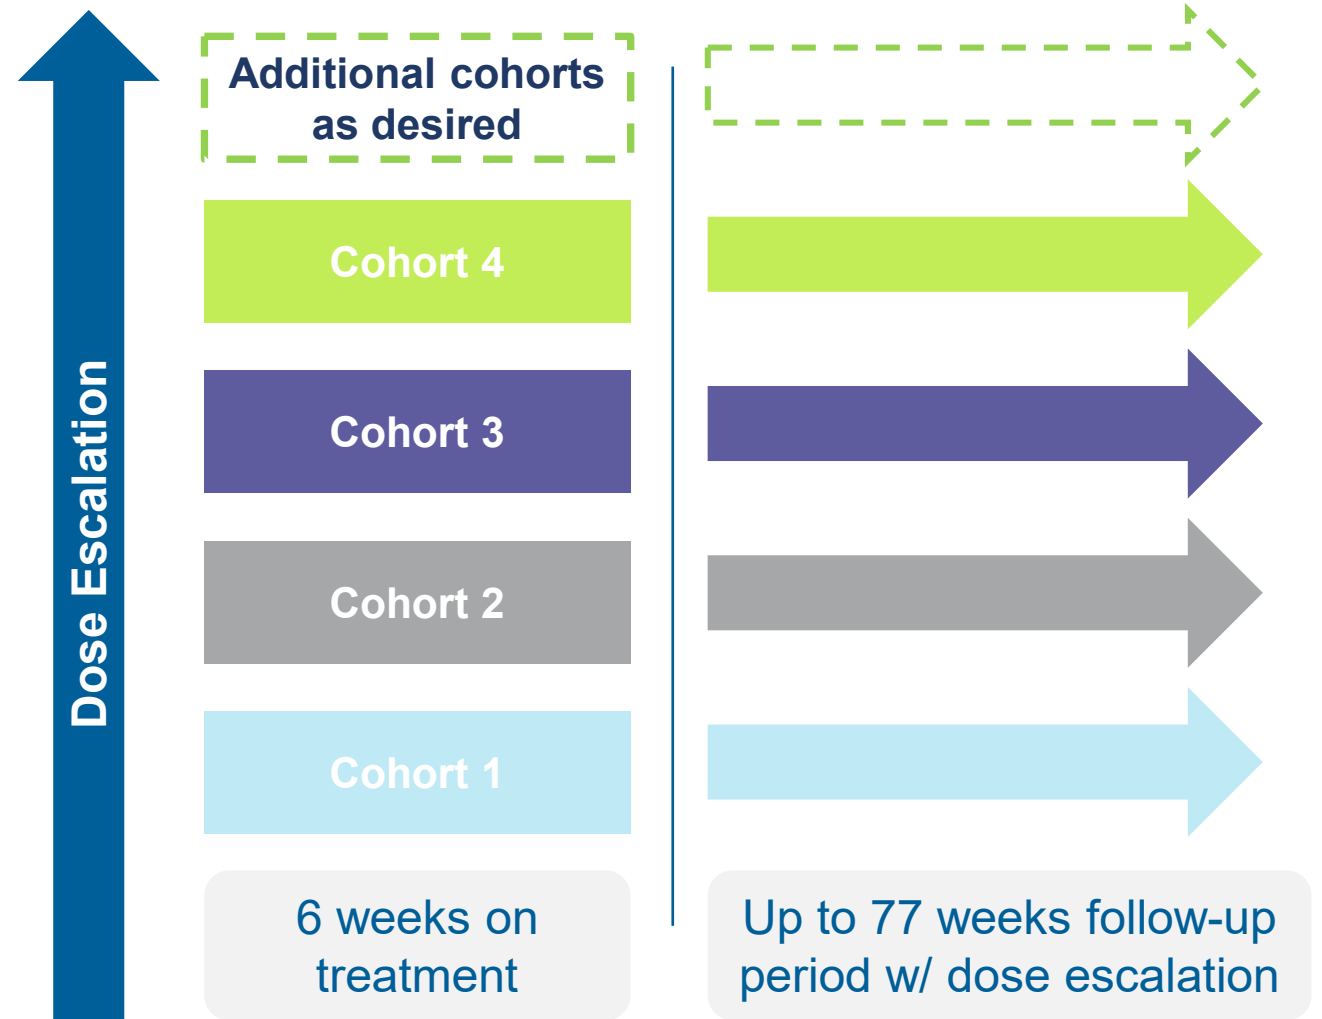 Dose Escalation
Additional cohorts
as desired
Cohort 4
Cohort 3
Cohort 2
Cohort 1
6 weeks on
treatment
Up to 77 weeks follow-up
period w/ dose escalation